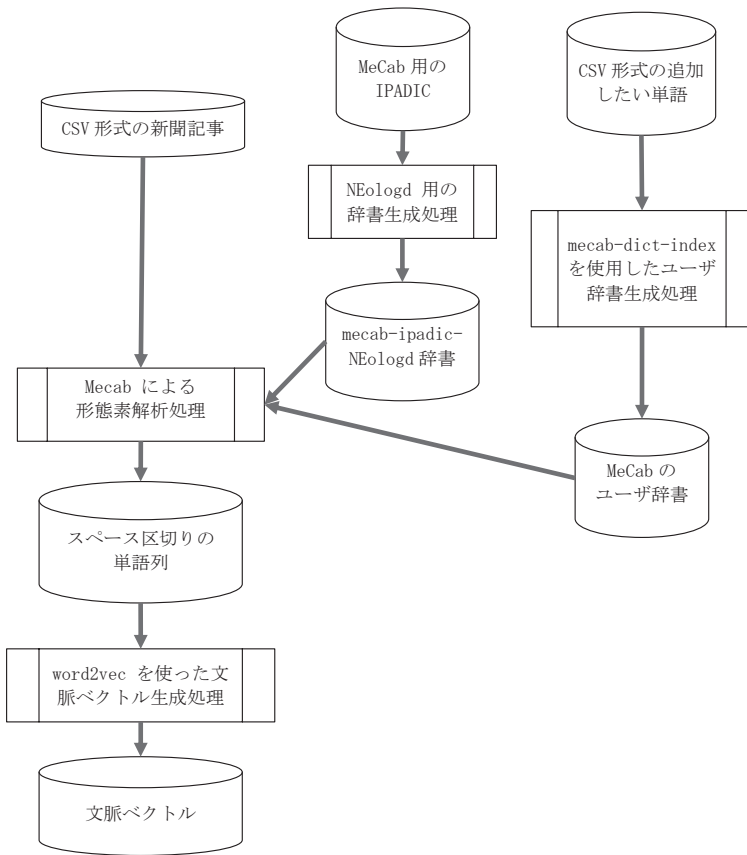 MeCab 用の
IPADIC
CSV 形式の追加
したい単語
CSV 形式の新聞記事
NEologd 用の
辞書生成処理
mecab-dict-index
を使用したユーザ
辞書生成処理
mecab-ipadic-
NEologd 辞書
Mecab による
形態素解析処理
MeCab の
ユーザ辞書
スペース区切りの
単語列
word2vec を使った文
脈ベクトル生成処理
文脈ベクトル